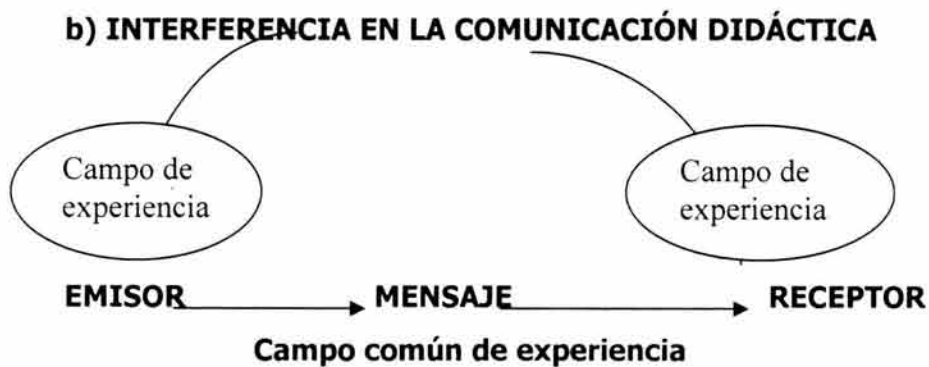 b) INTERFERENCIA EN LA COMUNICACIÓN DIDÁCTICA
Campo de
experiencia
Campo de
experiencia
EMISOR MENSAJE RECEPTOR
Campo común de experiencia